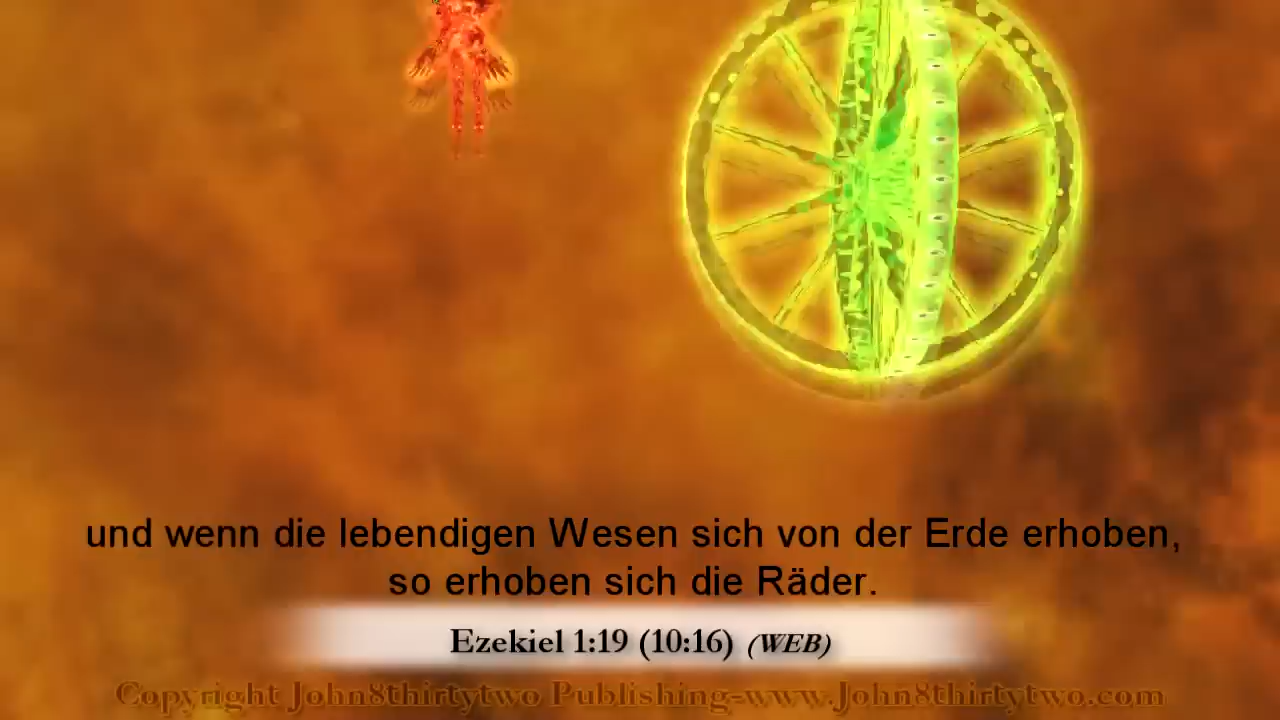 und wenn die lebendigen Wesen sich von der Erde erhoben,
so erhoben sich die Räder.
Ezekiel 1:19 (10:16) (WEB)
Copyright John8thirtytwo Publishing-www.John8thirtytwo.com